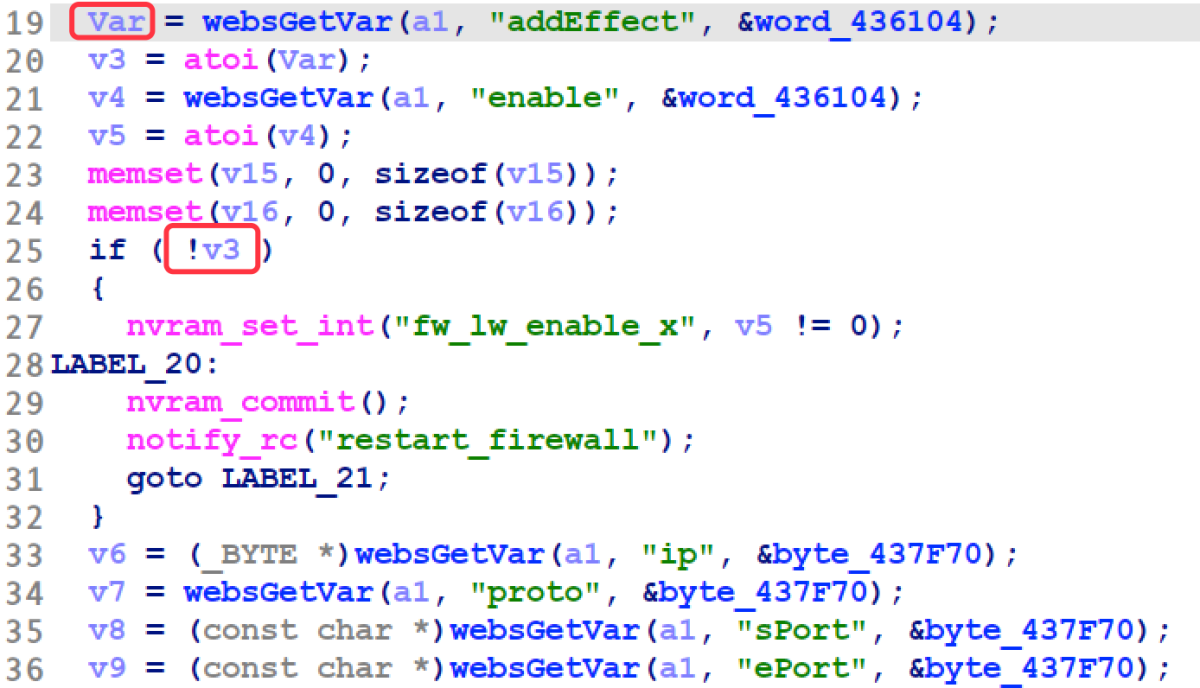 19 Var = websGetVar(a1, "addEffect", &word_436104);
20 v3 = atoi(Var);
21 v4 = websGetVar(a1, "enable", &word_436104);
22 v5 = atoi(v4);
23 memset(v15, 0, sizeof(v15));
24 memset(v16, 0, sizeof(v16));
25 if ( !v3 )
26 {
27 nvram_set_int("fw_lw_enable_x", v5 != 0);
28 LABEL_20:
29 nvram_commit();
30 notify_rc("restart_firewall");
31 goto LABEL_21;
32 }
33 v6 = (_BYTE *)websGetVar(a1, "ip", &byte_437F70);
34 v7 = websGetVar(a1, "proto", &byte_437F70);
35 v8 = (const char *)websGetVar(a1, "sPort", &byte_437F70);
36 v9 = (const char *)websGetVar(a1, "ePort", &byte_437F70);